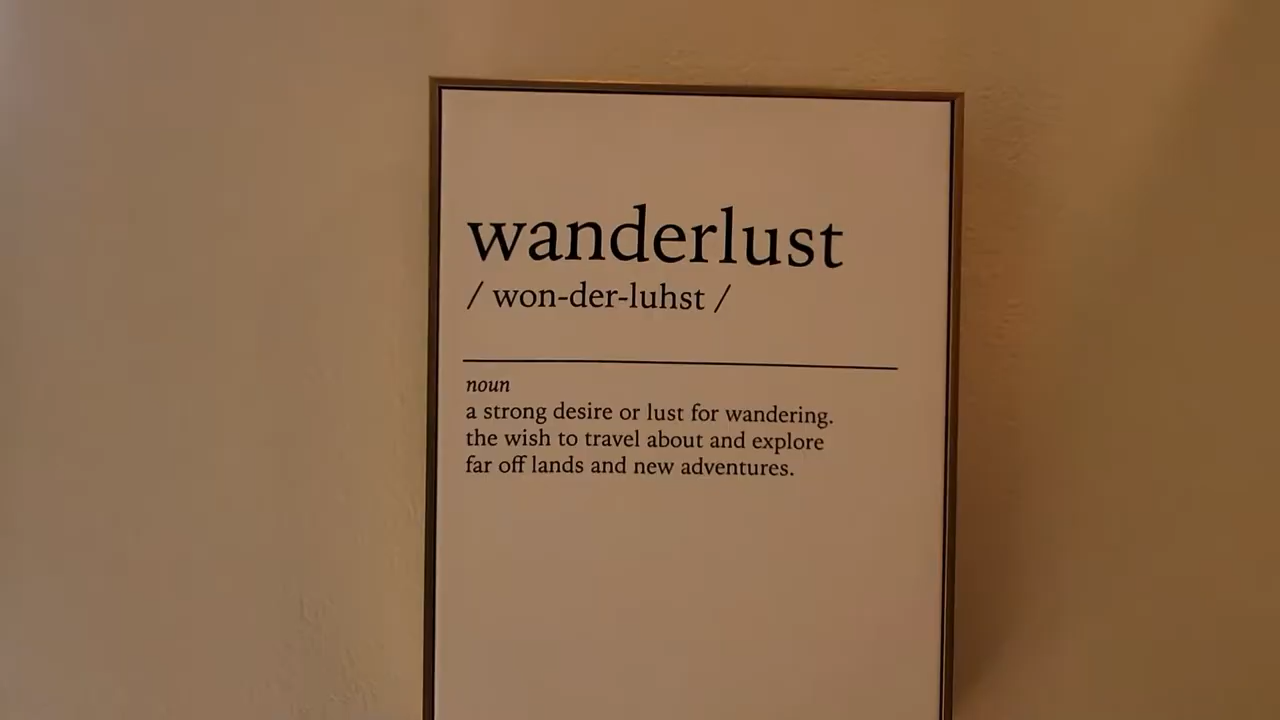 wanderlust
/ won-der-luhst /
noun
a strong desire or lust for wandering.
the wish to travel about and explore
far off lands and new adventures.